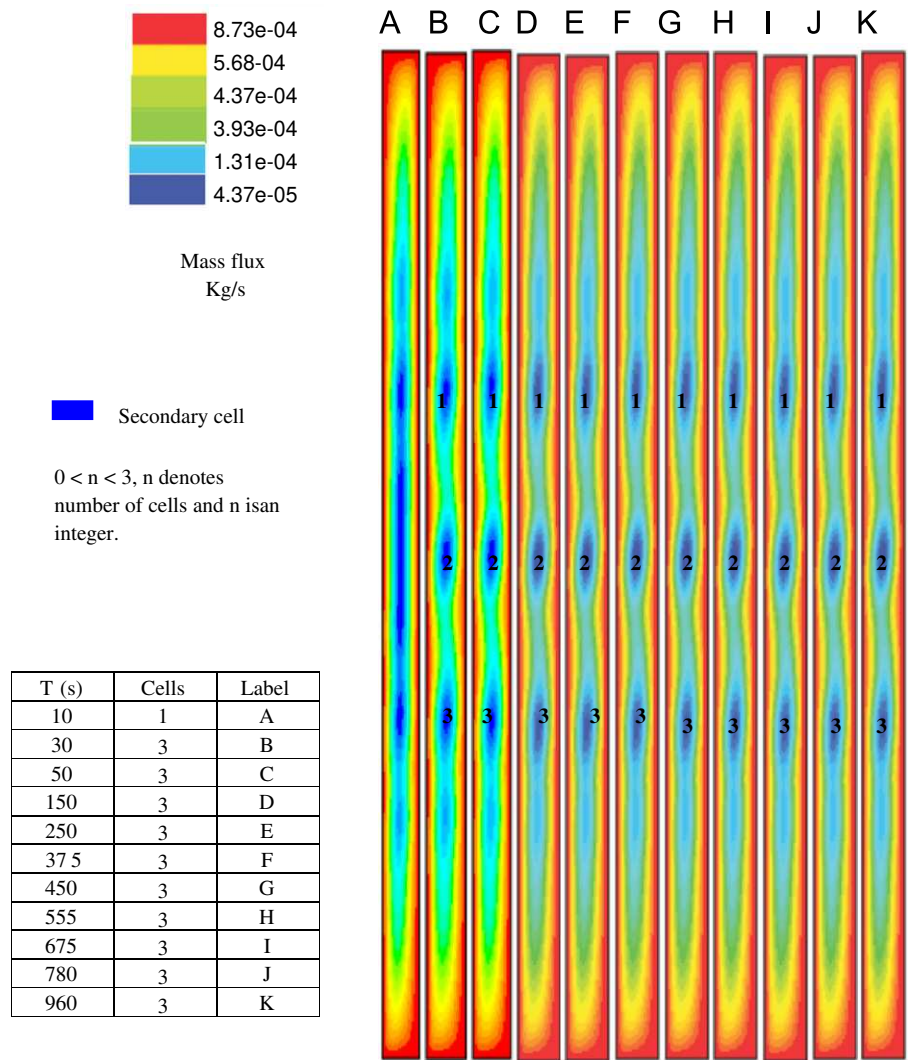 A B C D E F G H I J K
8.73e-04
5.68-04
4.37e-04
3.93e-04
1.31e-04
4.37e-05
Mass flux
Kg/s
Secondary cell
0 < n < 3, n denotes
number of cells and n isan
integer.
T (s) Cells Label
10 1 A
30 3 B
50 3 C
150 3 D
250 3 E
37 5 3 F
450 3 G
555 3 H
675 3 I
780 3 J
960 3 K
1 1 1 1 1 1 1 1 1 1
2 2 2 2 2 2 2 2 2 2
3 3 3 3 3 3 3 3 3 3